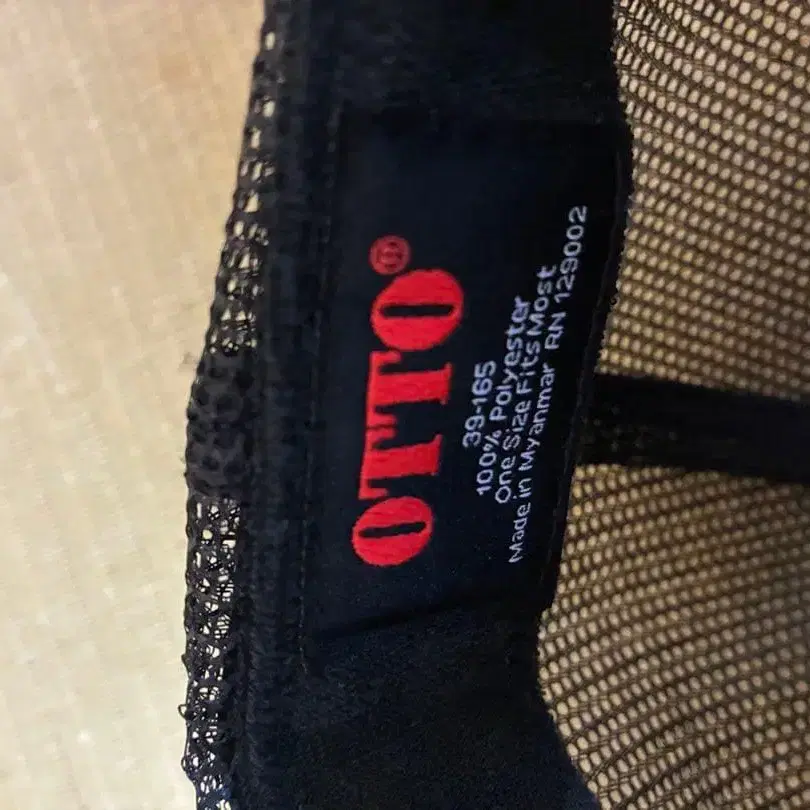 OTTO®
39-165
100% Polyester
One Size Fits Most
Made in Myanmar RN 129002